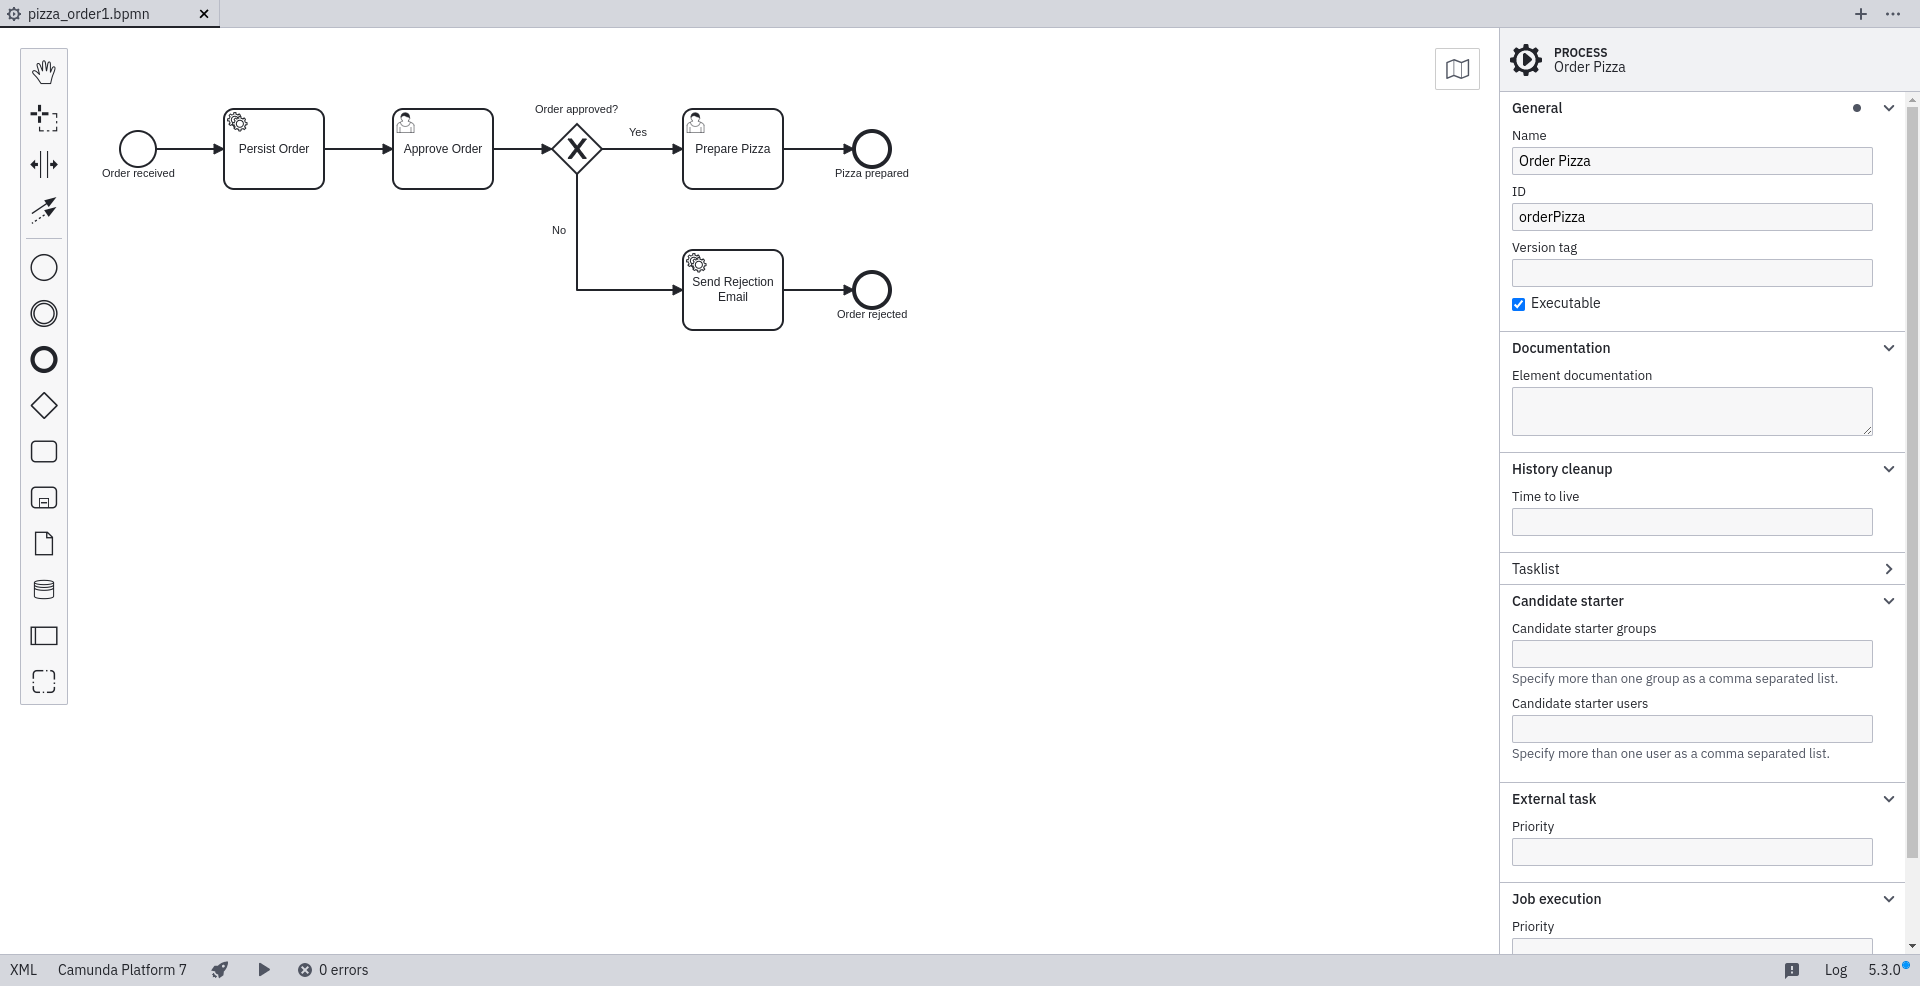 pizza_order1.bpmn
PROCESS
Order Pizza
Order received
Persist Order
Approve Order
Order approved?
Yes
No
Prepare Pizza
Pizza prepared
Send Rejection
Email
Order rejected
General
Name
Order Pizza
ID
orderPizza
Version tag
Executable
Documentation
Element documentation
History cleanup
Time to live
Tasklist
Candidate starter
Candidate starter groups
Specify more than one group as a comma separated list.
Candidate starter users
Specify more than one user as a comma separated list.
External task
Priority
Job execution
Priority
XML
Camunda Platform 7
0 errors
Log
5.3.0